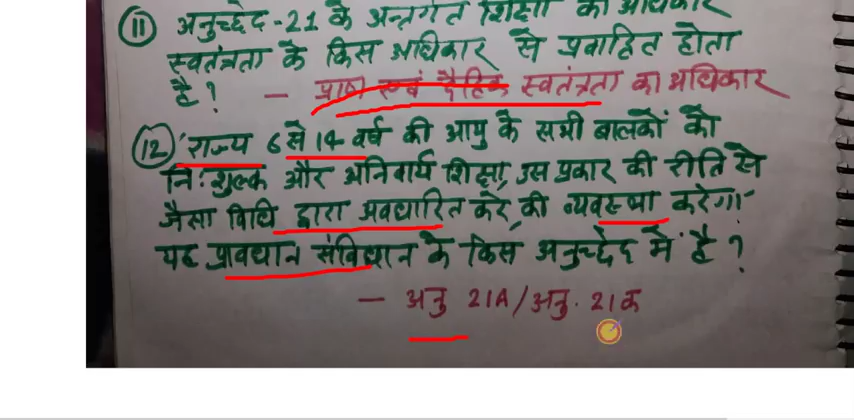 (11) अनुच्छेद-21 के अन्तर्गत शिक्षा का अधिकार
स्वतंत्रता के किस अधिकार से प्रवाहित होता
है? — प्राण एवं दैहिक स्वतंत्रता का अधिकार
(12) 'राज्य 6 से 14 वर्ष की आयु के सभी बालकों को
नि:शुल्क और अनिवार्य शिक्षा, उस प्रकार की रीति से
जैसा विधि द्वारा अवधारित करे, की व्यवस्था करेगा'
यह प्रावधान संविधान के किस अनुच्छेद में है?
— अनु 21A/अनु. 21क